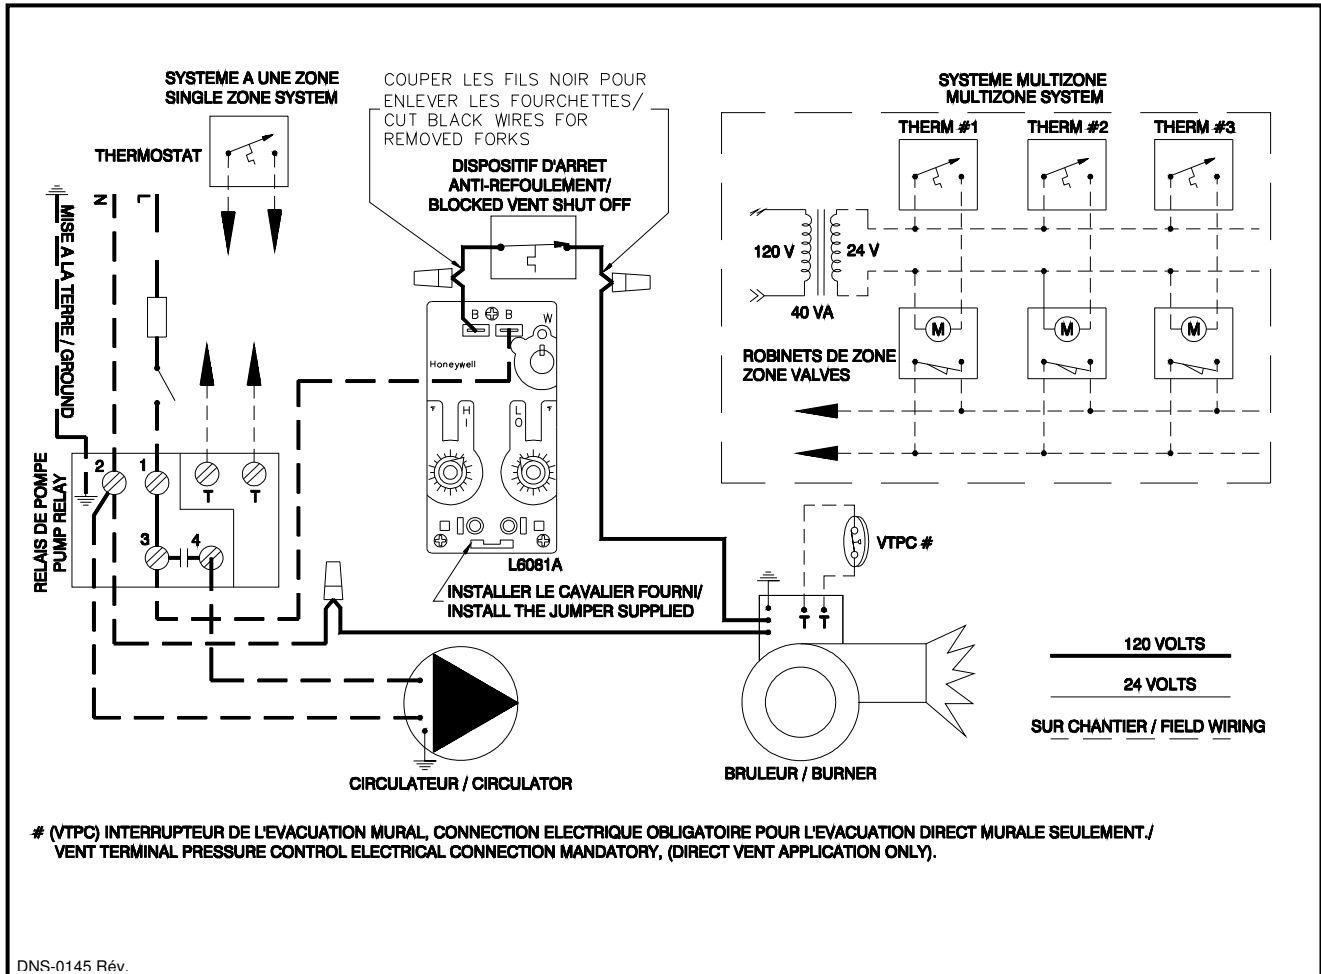 SYSTEME A UNE ZONE
SINGLE ZONE SYSTEM
THERMOSTAT
COUPER LES FILS NOIR POUR
ENLEVER LES FOURCHETTES/
CUT BLACK WIRES FOR
REMOVED FORKS
DISPOSITIF D'ARRET
ANTI-REFOULEMENT/
BLOCKED VENT SHUT OFF
SYSTEME MULTIZONE
MULTIZONE SYSTEM
THERM #1
THERM #2
THERM #3
120 V
24 V
40 VA
M
M
M
ROBINETS DE ZONE
ZONE VALVES
N
L
MISE A LA TERRE / GROUND
RELAIS DE POMPE
PUMP RELAY
2
1
T
T
3
4
B
B
W
Honeywell
°F
HI
LO
°F
L6081A
INSTALLER LE CAVALIER FOURNI/
INSTALL THE JUMPER SUPPLIED
VTPC #
T T
120 VOLTS
24 VOLTS
SUR CHANTIER / FIELD WIRING
CIRCULATEUR / CIRCULATOR
BRULEUR / BURNER
# (VTPC) INTERRUPTEUR DE L'EVACUATION MURAL, CONNECTION ELECTRIQUE OBLIGATOIRE POUR L'EVACUATION DIRECT MURALE SEULEMENT./
VENT TERMINAL PRESSURE CONTROL ELECTRICAL CONNECTION MANDATORY, (DIRECT VENT APPLICATION ONLY).
DNS-0145 Rév.